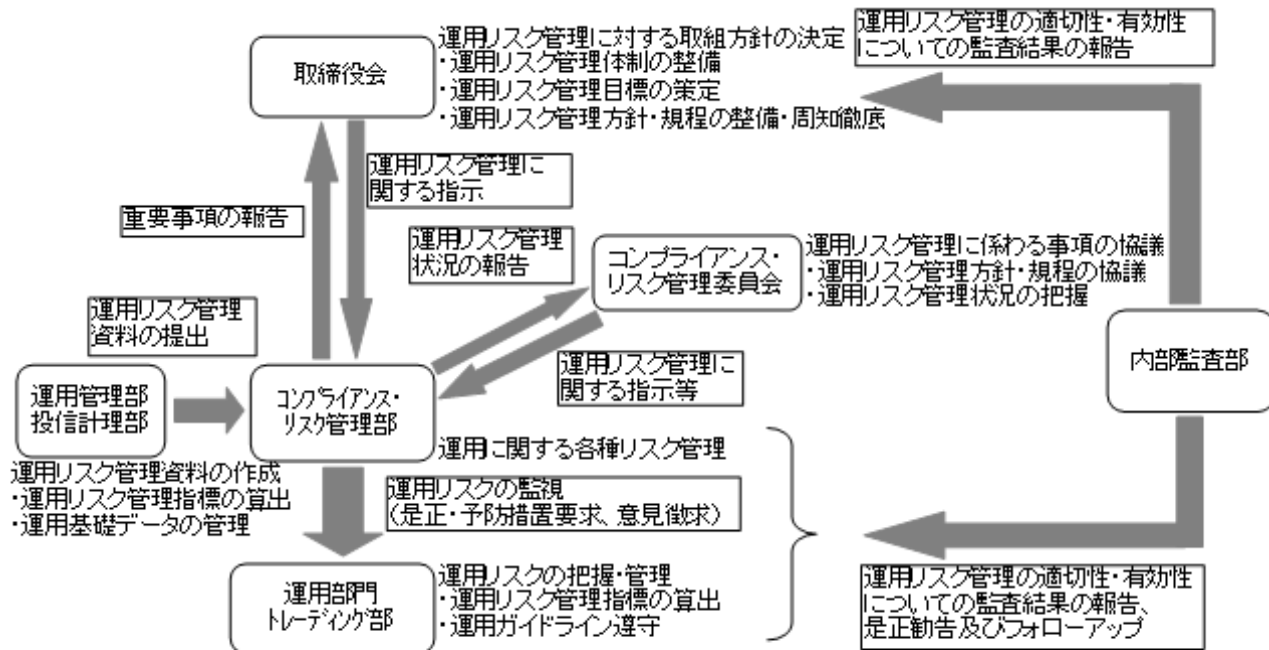 取締役会
運用リスク管理に対する取組方針の決定
・運用リスク管理体制の整備
・運用リスク管理目標の策定
・運用リスク管理方針・規程の整備・周知徹底
運用リスク管理の適切性・有効性
についての監査結果の報告
運用リスク管理に
関する指示
重要事項の報告
運用リスク管理
状況の報告
コンプライアンス・
リスク管理委員会
運用リスク管理に係わる事項の協議
・運用リスク管理方針・規程の協議
・運用リスク管理状況の把握
運用リスク管理
資料の提出
運用リスク管理に
関する指示等
内部監査部
運用管理部
投信計理部
コンプライアンス・
リスク管理部
運用に関する各種リスク管理
運用リスク管理資料の作成
・運用リスク管理指標の算出
・運用基礎データの管理
運用リスクの監視
(是正・予防措置要求、意見徴求)
運用部門
トレーディング部
運用リスクの把握・管理
・運用リスク管理指標の算出
・運用ガイドライン遵守
運用リスク管理の適切性・有効性
についての監査結果の報告、
是正勧告及びフォローアップ